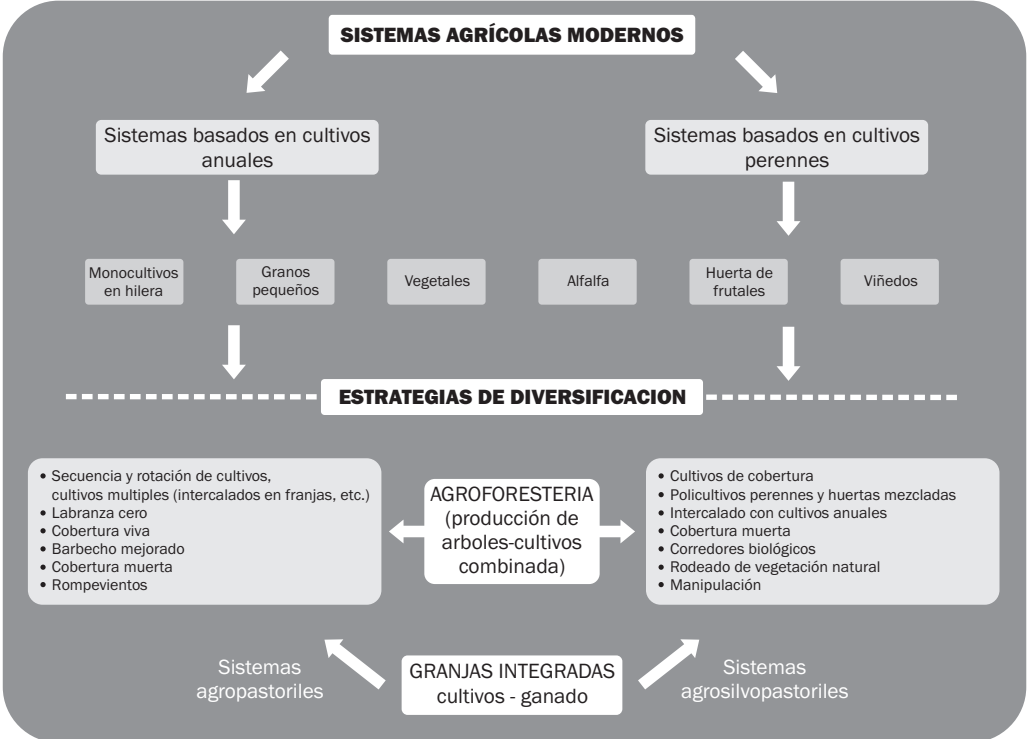 SISTEMAS AGRÍCOLAS MODERNOS
Sistemas basados en cultivos
anuales
Sistemas basados en cultivos
perennes
Monocultivos
en hilera
Granos
pequeños
Vegetales
Alfalfa
Huerta de
frutales
Viñedos
ESTRATEGIAS DE DIVERSIFICACION
• Secuencia y rotación de cultivos,
cultivos multiples (intercalados en franjas, etc.)
• Labranza cero
• Cobertura viva
• Barbecho mejorado
• Cobertura muerta
• Rompevientos
AGROFORESTERIA
(producción de
arboles-cultivos
combinada)
• Cultivos de cobertura
• Policultivos perennes y huertas mezcladas
• Intercalado con cultivos anuales
• Cobertura muerta
• Corredores biológicos
• Rodeado de vegetación natural
• Manipulación
Sistemas
agropastoriles
GRANJAS INTEGRADAS
cultivos - ganado
Sistemas
agrosilvopastoriles